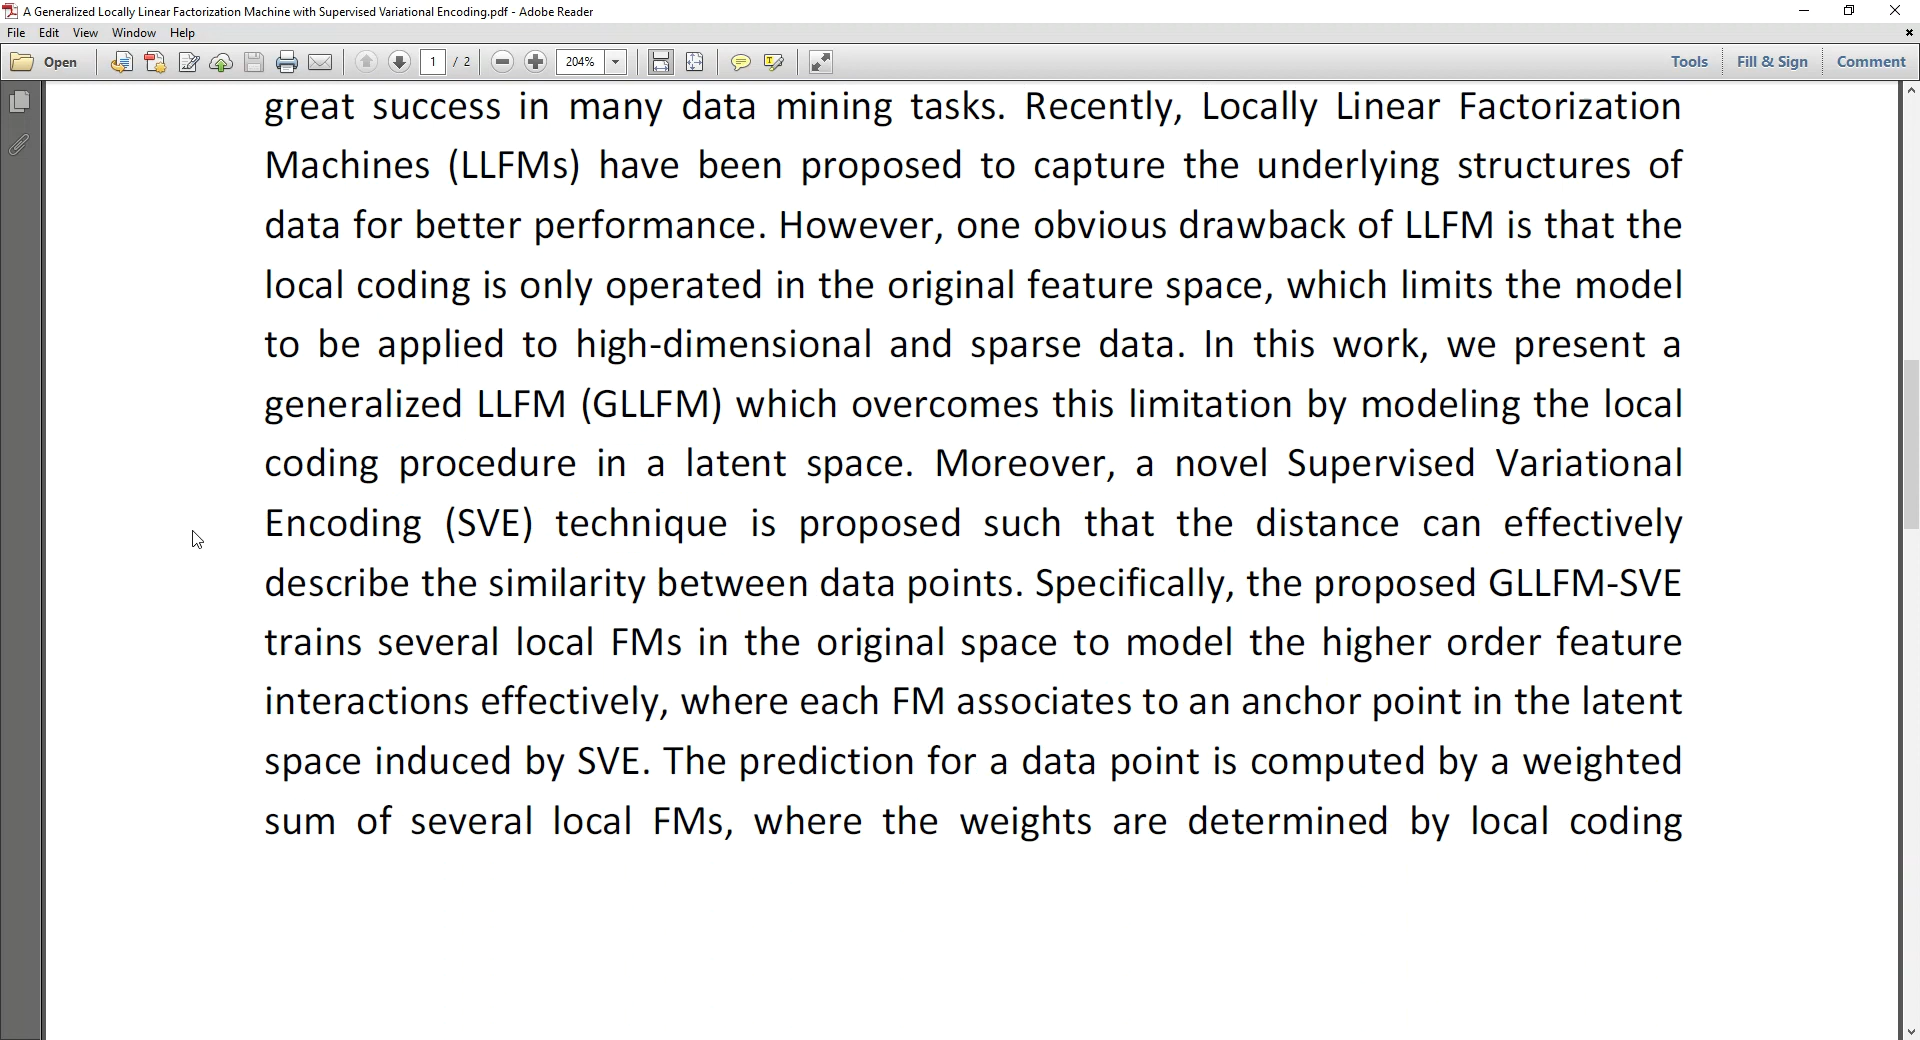 A Generalized Locally Linear Factorization Machine with Supervised Variational Encoding.pdf - Adobe Reader
File Edit View Window Help
Open 1 / 2 204% Tools Fill & Sign Comment
great success in many data mining tasks. Recently, Locally Linear Factorization
Machines (LLFMs) have been proposed to capture the underlying structures of
data for better performance. However, one obvious drawback of LLFM is that the
local coding is only operated in the original feature space, which limits the model
to be applied to high-dimensional and sparse data. In this work, we present a
generalized LLFM (GLLFM) which overcomes this limitation by modeling the local
coding procedure in a latent space. Moreover, a novel Supervised Variational
Encoding (SVE) technique is proposed such that the distance can effectively
describe the similarity between data points. Specifically, the proposed GLLFM-SVE
trains several local FMs in the original space to model the higher order feature
interactions effectively, where each FM associates to an anchor point in the latent
space induced by SVE. The prediction for a data point is computed by a weighted
sum of several local FMs, where the weights are determined by local coding